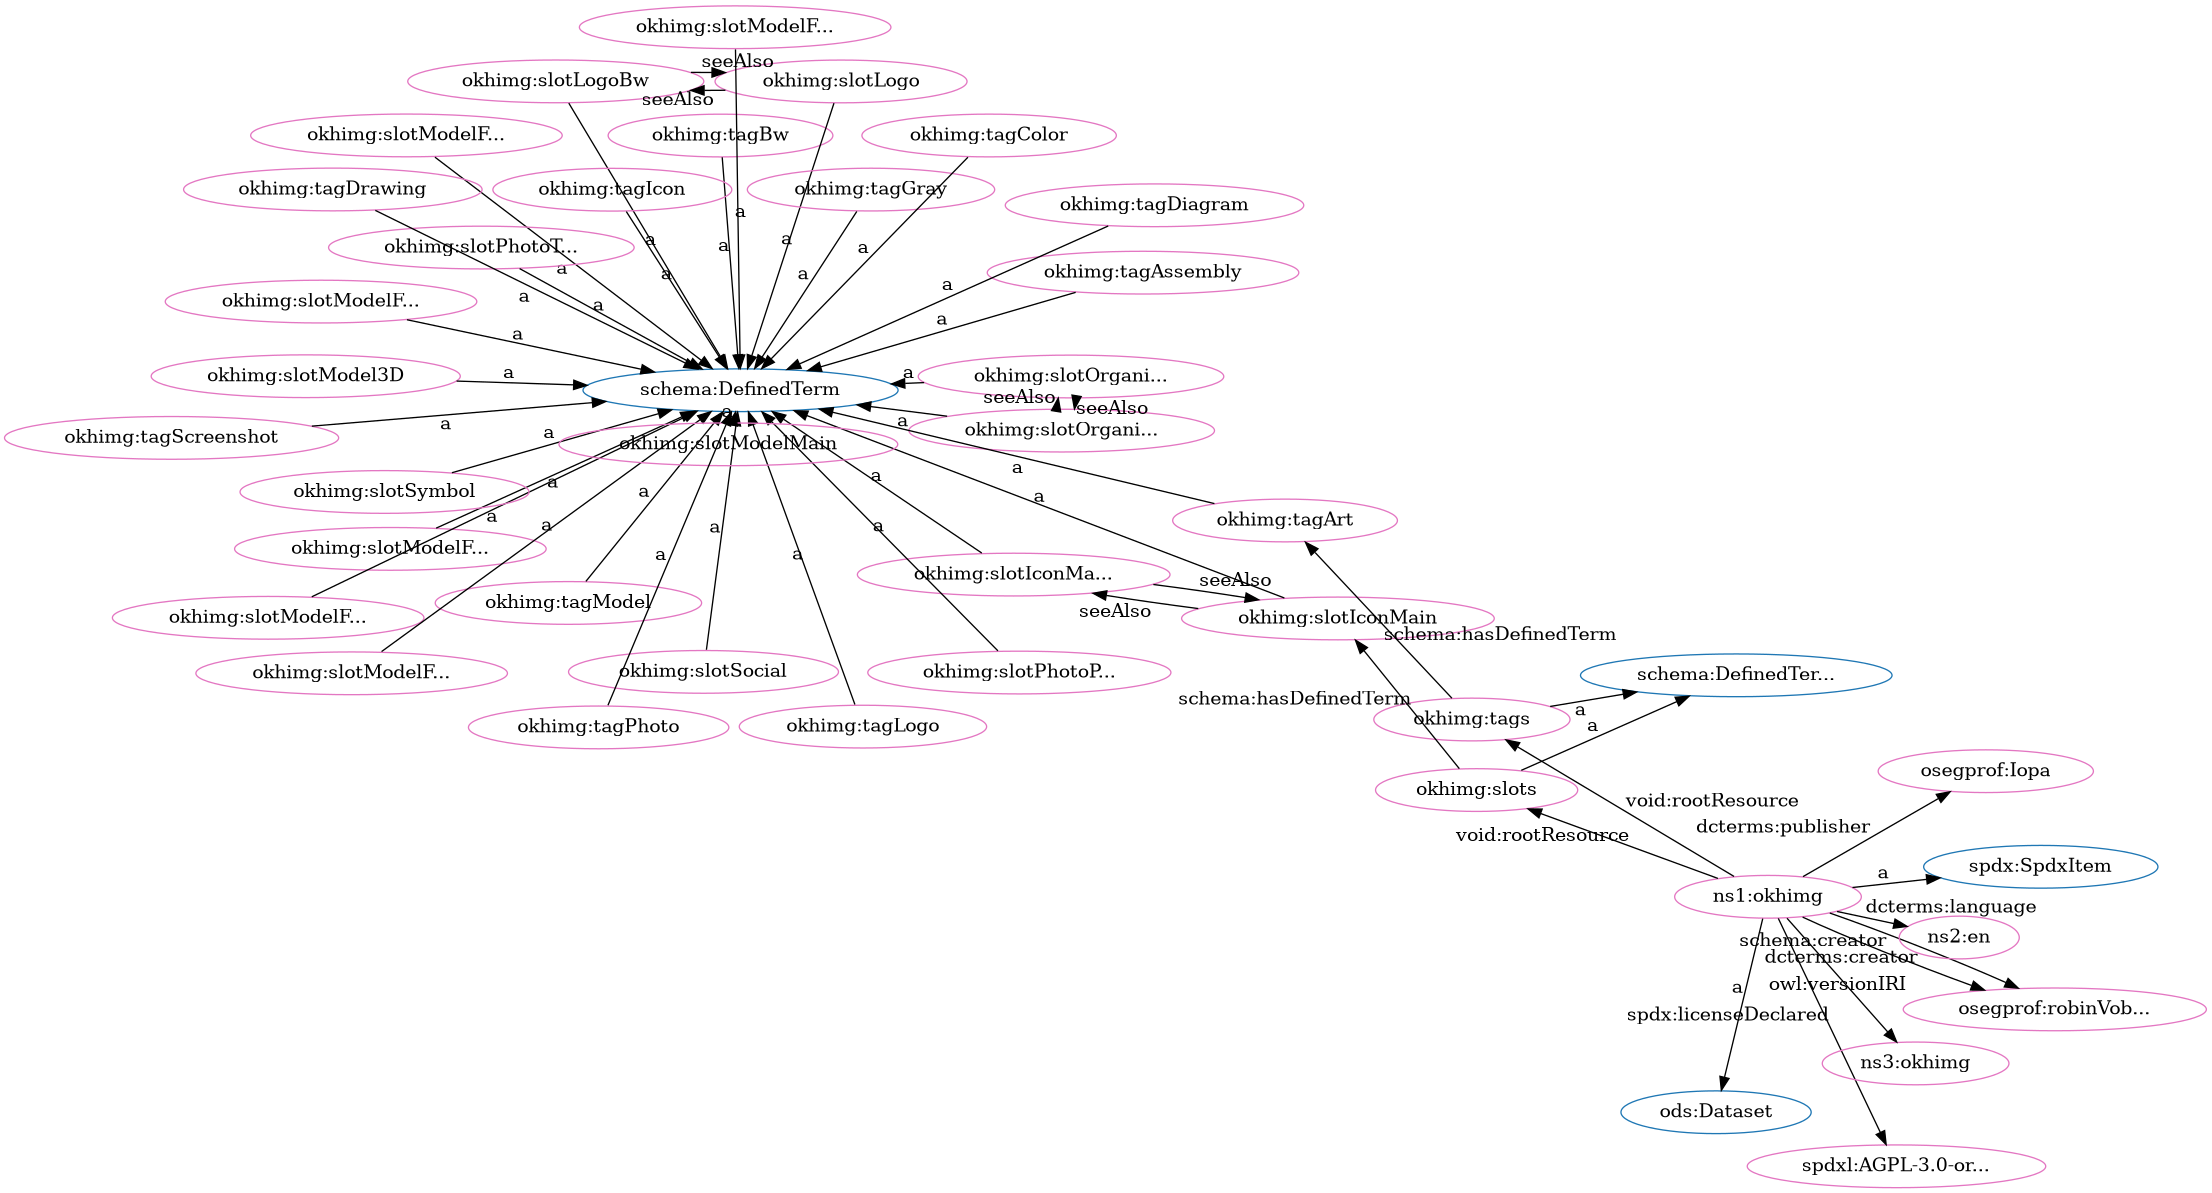 okhimg:slotModelF...
seeAlso
okhimg:slotLogoBw
okhimg:slotLogo
seeAlso
okhimg:slotModelF...
okhimg:tagBw
okhimg:tagColor
okhimg:tagDrawing
okhimg:tagIcon
okhimg:tagGray
okhimg:tagDiagram
a
a
a
a
okhimg:slotPhotoT...
a
a
a
a
a
okhimg:tagAssembly
a
a
okhimg:slotModelF...
a
a
a
okhimg:slotModel3D
a
a
okhimg:slotOrgani...
schema:DefinedTerm
seeAlso
seeAlso
a
a
a
okhimg:tagScreenshot
a
okhimg:slotOrgani...
okhimg:slotModelMain
a
a
a
okhimg:slotSymbol
a
a
a
a
okhimg:tagArt
a
a
a
okhimg:slotModelF...
a
a
okhimg:slotIconMa...
seeAlso
okhimg:tagModel
seeAlso
okhimg:slotModelF...
okhimg:slotIconMain
schema:hasDefinedTerm
okhimg:slotModelF...
okhimg:slotSocial
okhimg:slotPhotoP...
schema:DefinedTer...
schema:hasDefinedTerm
a
okhimg:tagPhoto
okhimg:tagLogo
okhimg:tags
a
osegprof:Iopa
okhimg:slots
void:rootResource
dcterms:publisher
void:rootResource
spdx:SpdxItem
a
ns1:okhimg
dcterms:language
ns2:en
schema:creator
dcterms:creator
owl:versionIRI
a
osegprof:robinVob...
spdx:licenseDeclared
ns3:okhimg
ods:Dataset
spdxl:AGPL-3.0-or...